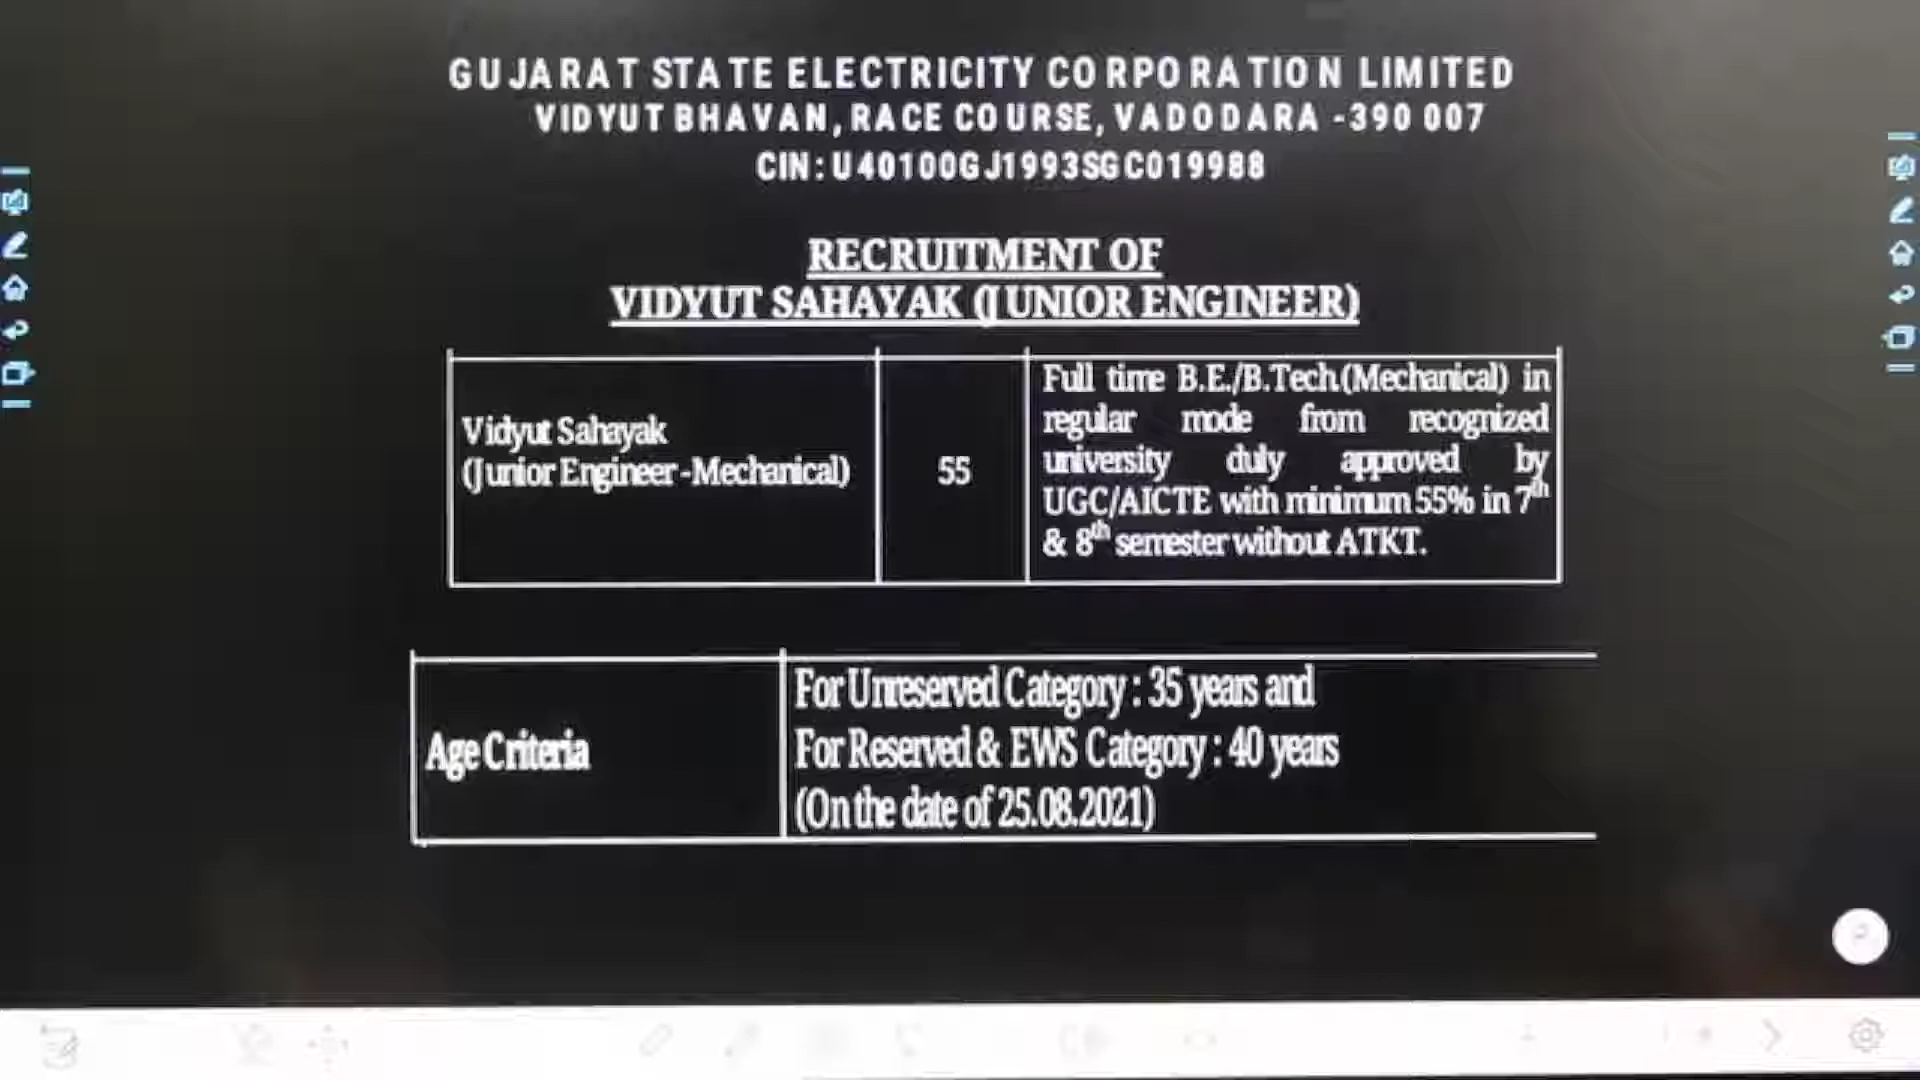 GUJARAT STATE ELECTRICITY CORPORATION LIMITED
VIDYUT BHAVAN, RACE COURSE, VADODARA -390 007
CIN: U40100GJ1993SGC019988
RECRUITMENT OF
VIDYUT SAHAYAK (JUNIOR ENGINEER)
Vidyut Sahayak
(Junior Engineer -Mechanical)
55
Full time B.E./B.Tech.(Mechanical) in
regular mode from recognized
university duly approved by
UGC/AICTE with minimum 55% in 7th
& 8th semester without ATKT.
Age Criteria
For Unreserved Category : 35 years and
For Reserved & EWS Category : 40 years
(On the date of 25.08.2021)